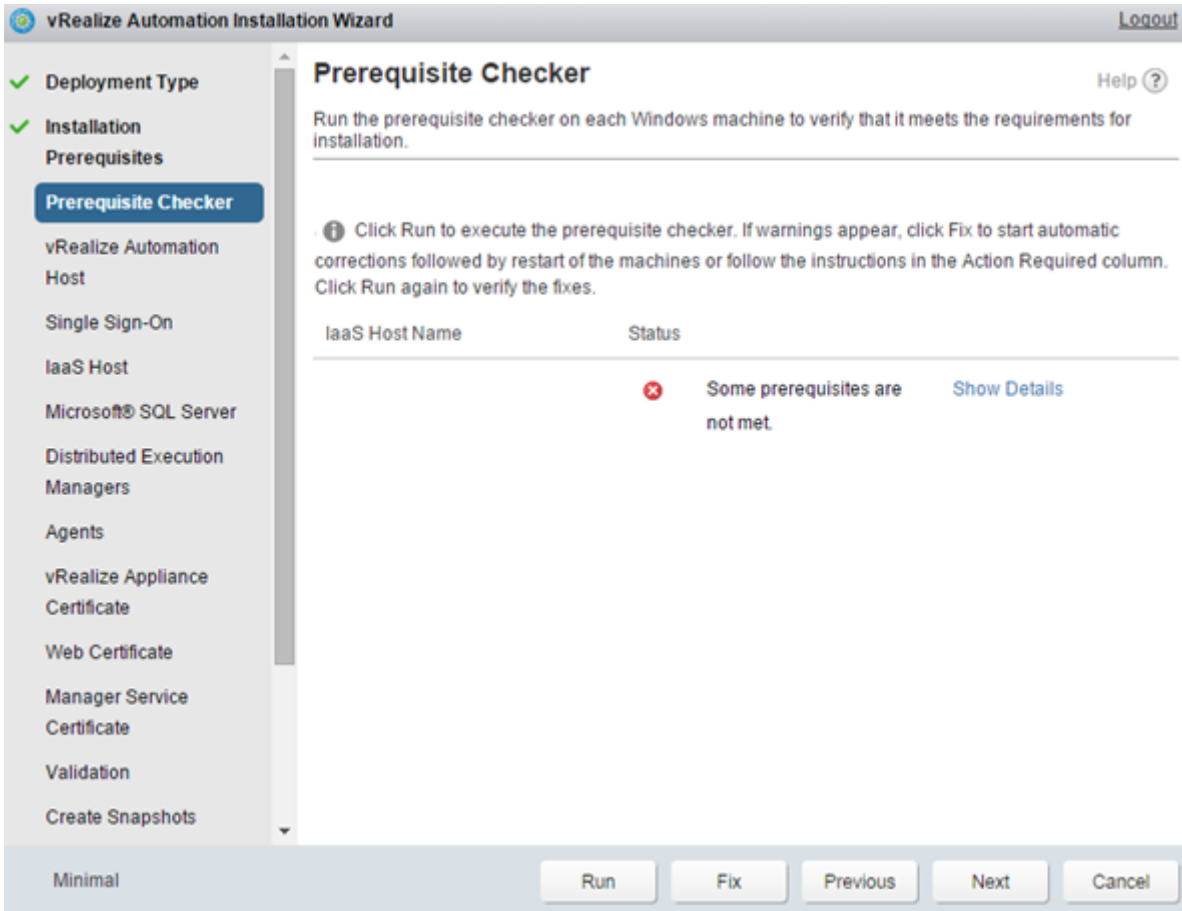 vRealize Automation Installation Wizard
Logout
Deployment Type
Installation
Prerequisites
Prerequisite Checker
vRealize Automation
Host
Single Sign-On
IaaS Host
Microsoft® SQL Server
Distributed Execution
Managers
Agents
vRealize Appliance
Certificate
Web Certificate
Manager Service
Certificate
Validation
Create Snapshots
Minimal
Prerequisite Checker
Help ?
Run the prerequisite checker on each Windows machine to verify that it meets the requirements for
installation.
Click Run to execute the prerequisite checker. If warnings appear, click Fix to start automatic
corrections followed by restart of the machines or follow the instructions in the Action Required column.
Click Run again to verify the fixes.
IaaS Host Name Status
Some prerequisites are Show Details
not met.
Run Fix Previous Next Cancel